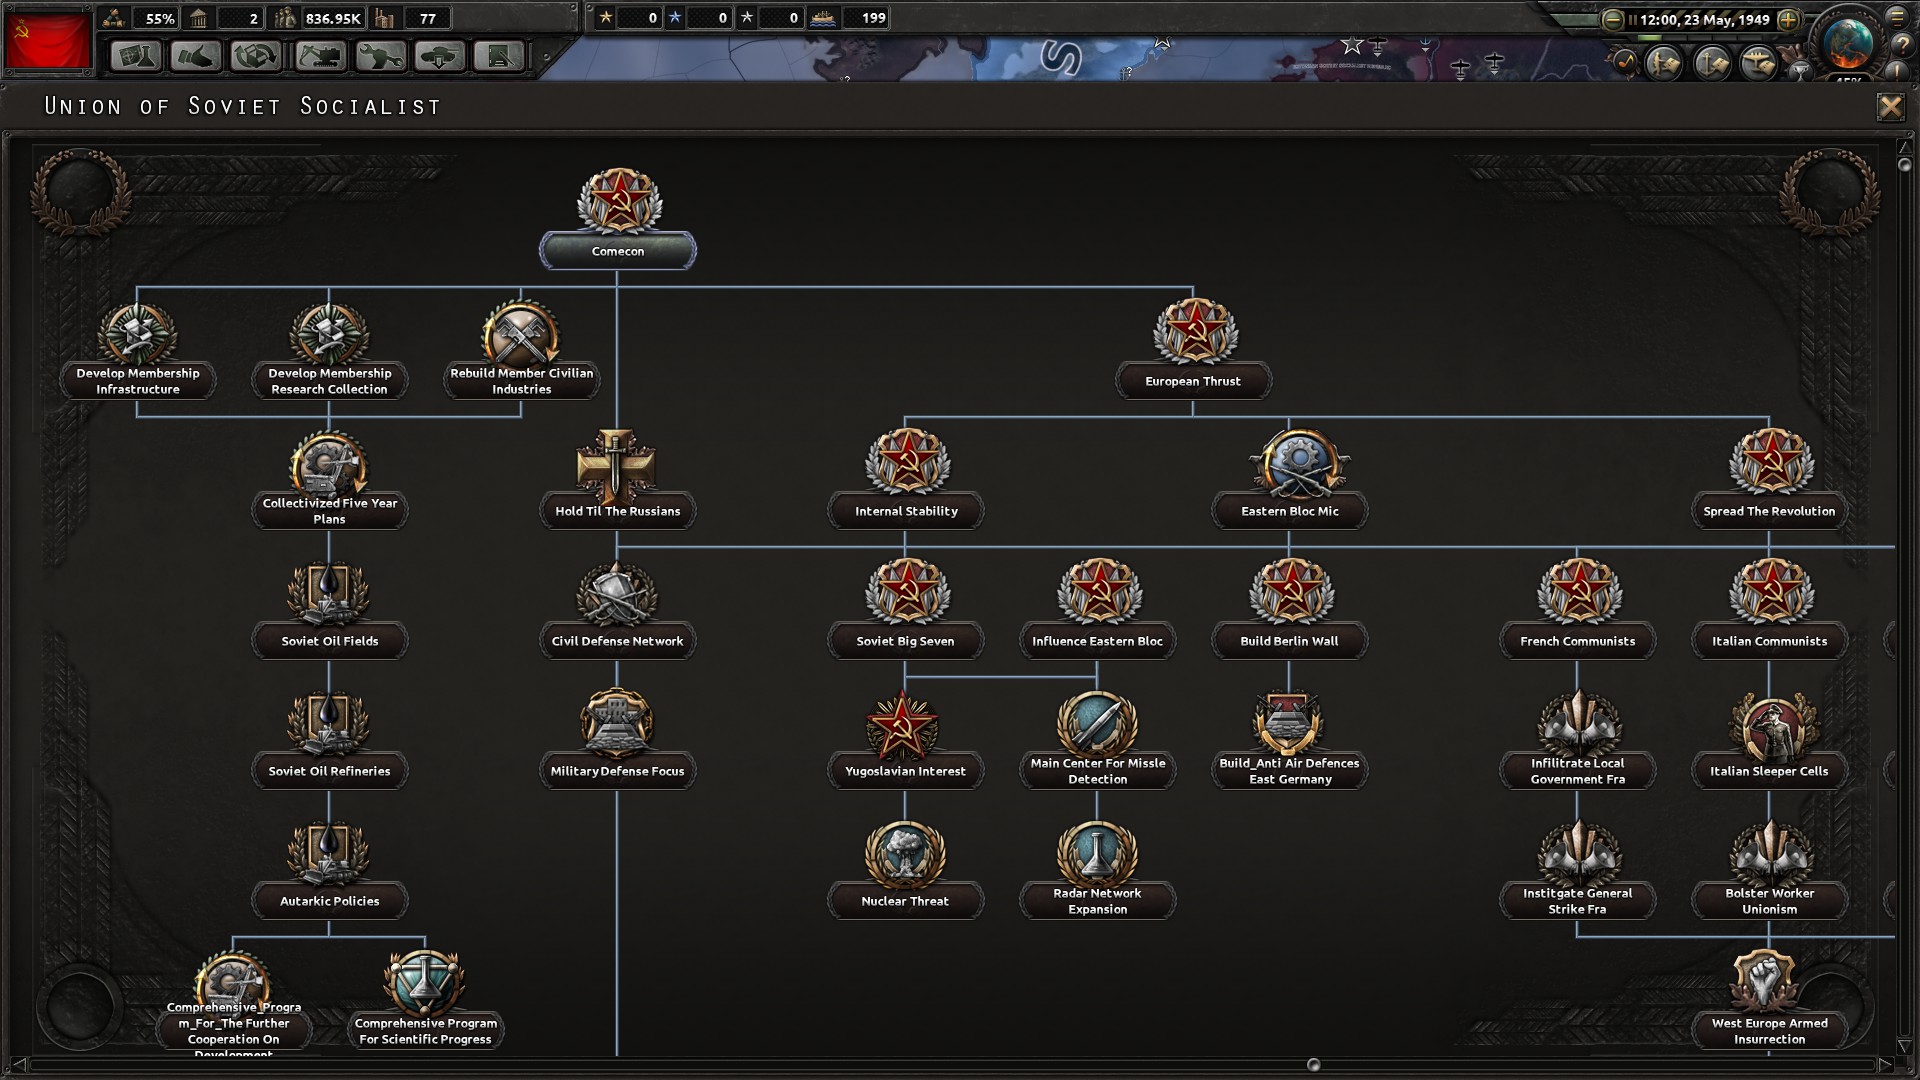 55%
2
836.95K
77
0
0
0
199
12:00, 23 May, 1949
Union of Soviet Socialist
Comecon
Develop Membership
Infrastructure
Develop Membership
Research Collection
Rebuild Member Civilian
Industries
European Thrust
Collectivized Five Year
Plans
Hold Til The Russians
Internal Stability
Eastern Bloc Mic
Spread The Revolution
Soviet Oil Fields
Civil Defense Network
Soviet Big Seven
Influence Eastern Bloc
Build Berlin Wall
French Communists
Italian Communists
Soviet Oil Refineries
Military Defense Focus
Yugoslavian Interest
Main Center For Missle
Detection
Build_Anti Air Defences
East Germany
Infilitrate Local
Government Fra
Italian Sleeper Cells
Autarkic Policies
Nuclear Threat
Radar Network
Expansion
Institgate General
Strike Fra
Bolster Worker
Unionism
Comprehensive_Progra
m_For_The Further
Cooperation On
Development
Comprehensive Program
For Scientific Progress
West Europe Armed
Insurrection